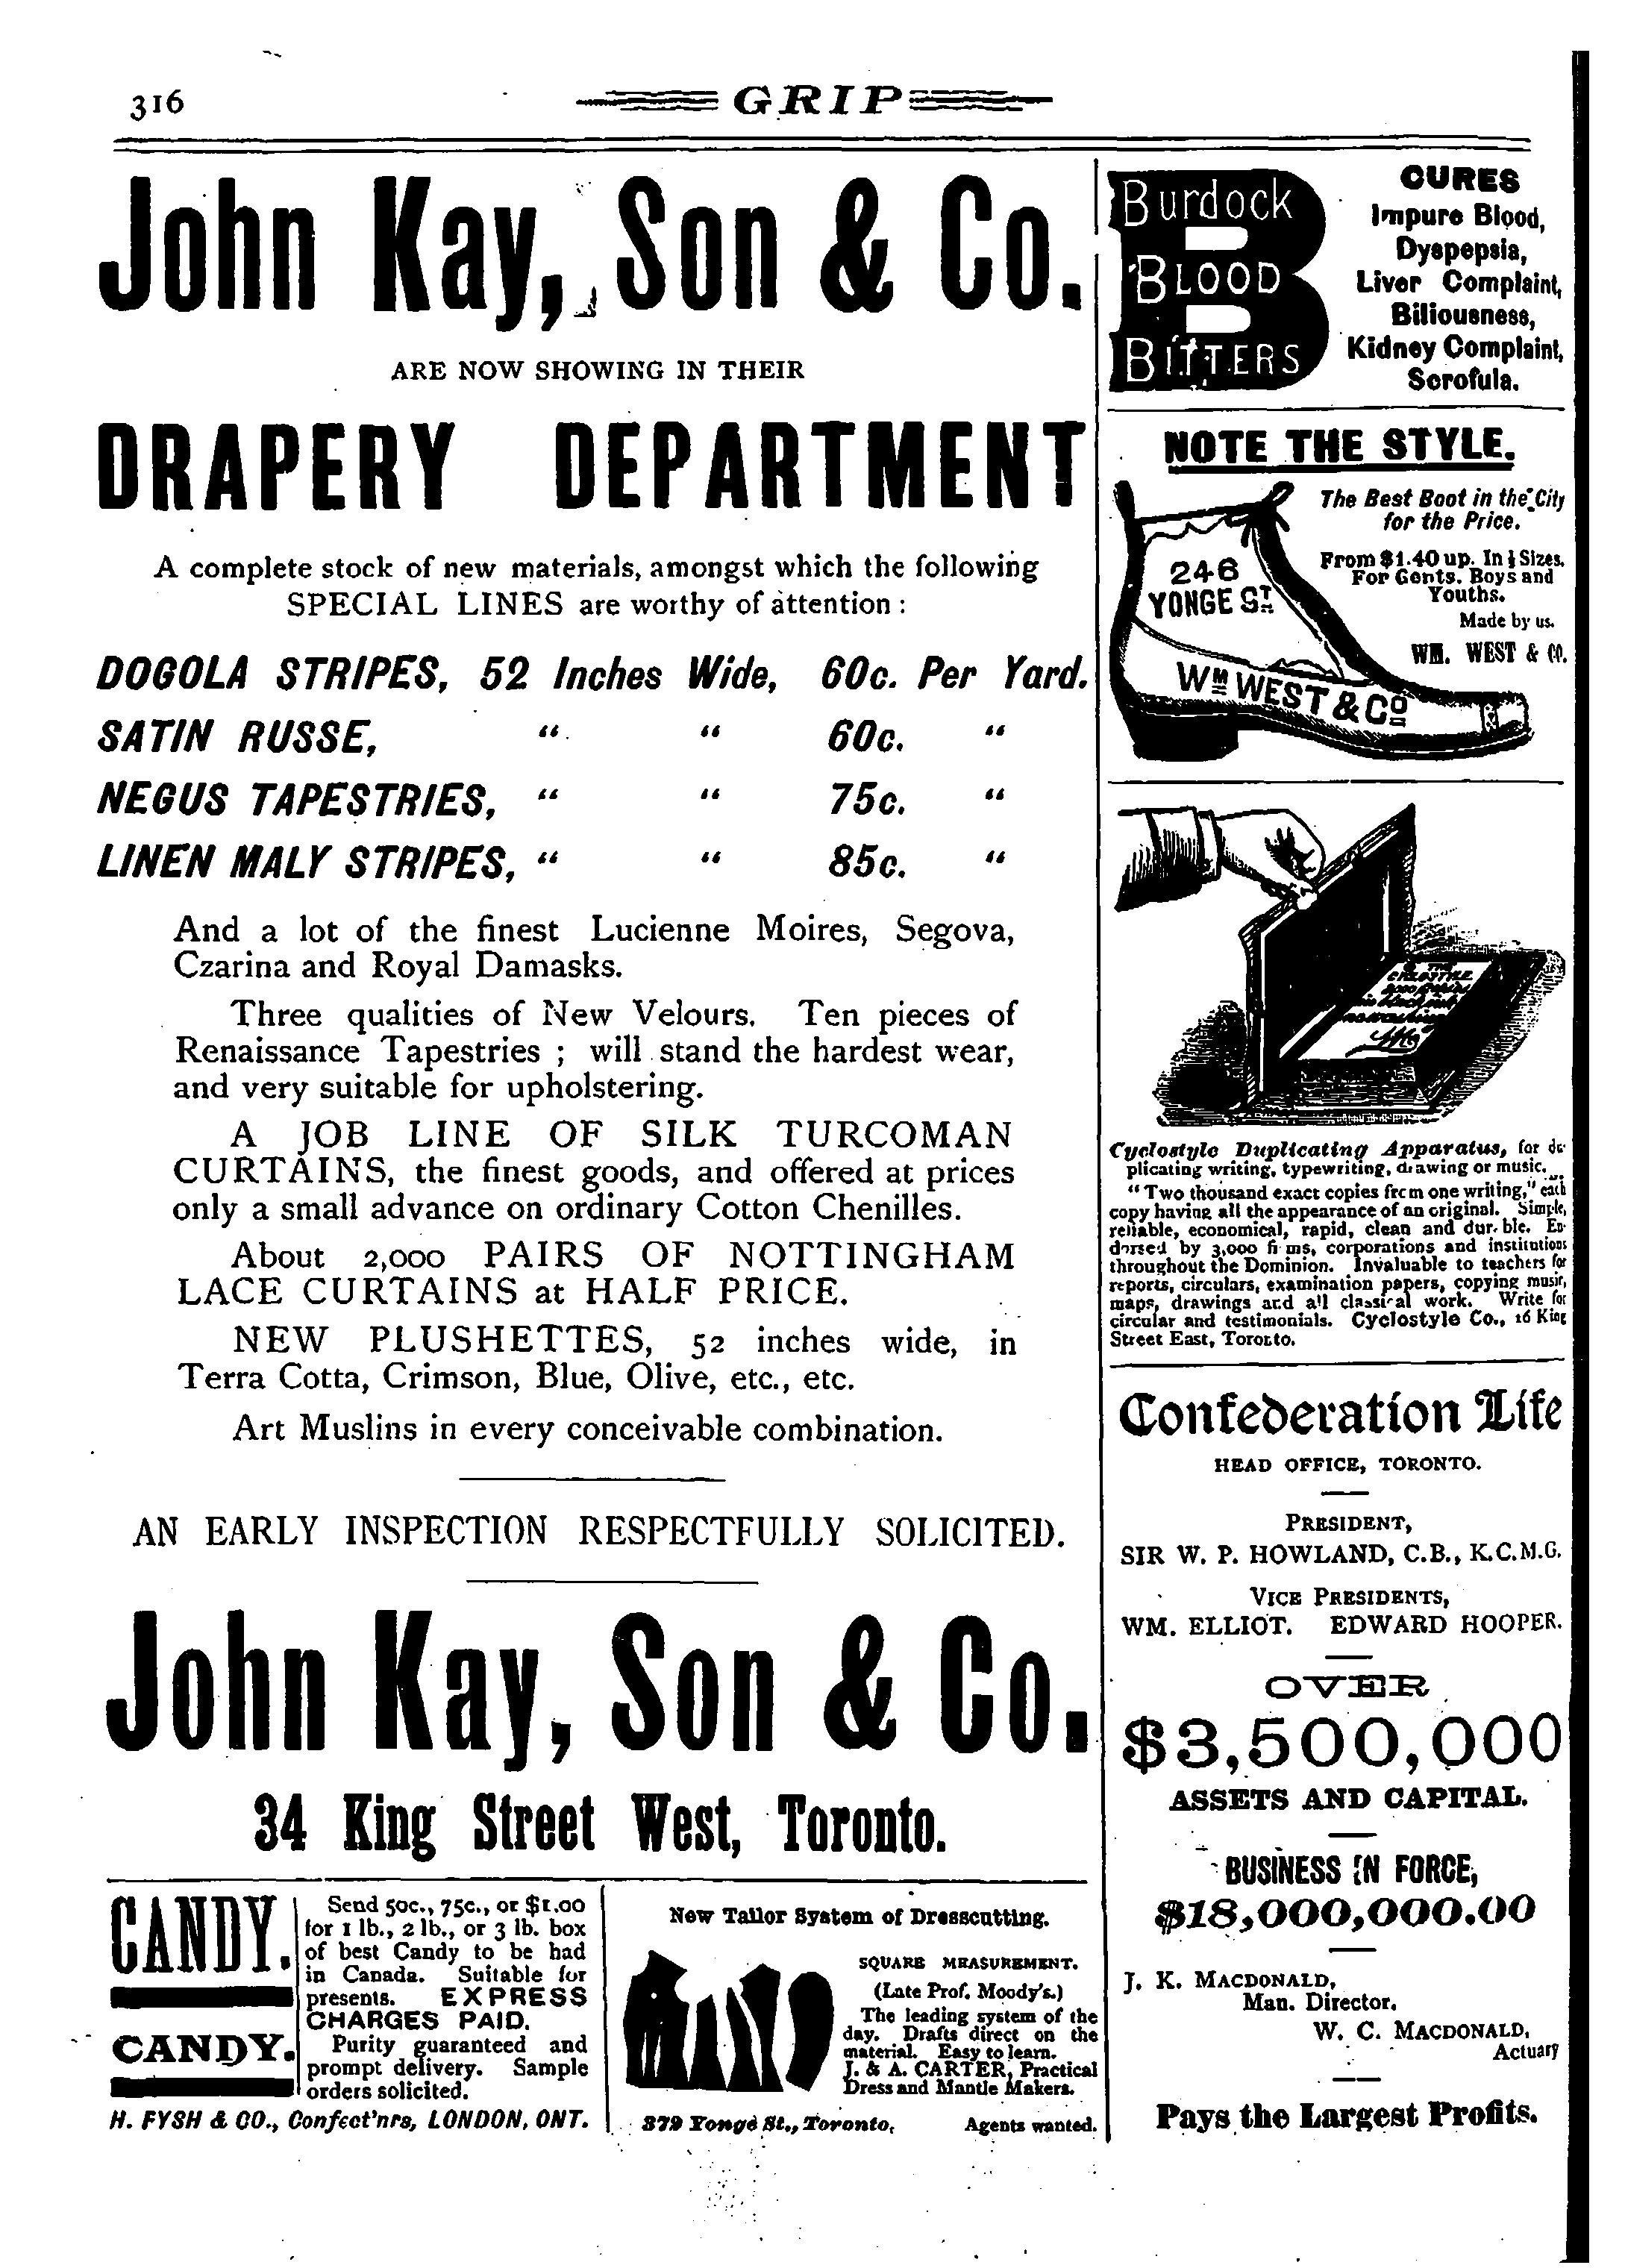 316
GRIP
John Kay, Son & Co.
ARE NOW SHOWING IN THEIR
DRAPERY DEPARTMENT
A complete stock of new materials, amongst which the following
SPECIAL LINES are worthy of attention :
DOGOLA STRIPES, 52 Inches Wide, 60c. Per Yard.
SATIN RUSSE, “ “ 60c. “
NEGUS TAPESTRIES, “ “ 75c. “
LINEN MALY STRIPES, “ “ 85c. “
And a lot of the finest Lucienne Moires, Segova,
Czarina and Royal Damasks.
Three qualities of New Velours. Ten pieces of
Renaissance Tapestries ; will stand the hardest wear,
and very suitable for upholstering.
A JOB LINE OF SILK TURCOMAN
CURTAINS, the finest goods, and offered at prices
only a small advance on ordinary Cotton Chenilles.
About 2,000 PAIRS OF NOTTINGHAM
LACE CURTAINS at HALF PRICE.
NEW PLUSHETTES, 52 inches wide, in
Terra Cotta, Crimson, Blue, Olive, etc., etc.
Art Muslins in every conceivable combination.
AN EARLY INSPECTION RESPECTFULLY SOLICITED.
John Kay, Son & Co.
34 King Street West, Toronto.
CANDY.
CANDY.
Send 50c., 75c., or $1.00
for 1 lb., 2 lb., or 3 lb. box
of best Candy to be had
in Canada. Suitable for
presents. EXPRESS
CHARGES PAID.
Purity guaranteed and
prompt delivery. Sample
orders solicited.
H. FYSH & CO., Confect'nrs, LONDON, ONT.
New Tailor System of Dresscutting.
SQUARE MEASUREMENT.
(Late Prof. Moody's.)
The leading system of the
day. Drafts direct on the
material. Easy to learn.
J. & A. CARTER, Practical
Dress and Mantle Makers.
379 Yonge St., Toronto,
Agents wanted.
Burdock
BLOOD
BITTERS
CURES
Impure Blood,
Dyspepsia,
Liver Complaint,
Biliousness,
Kidney Complaint,
Scrofula.
NOTE THE STYLE.
The Best Boot in the City
for the Price.
From $1.40 up. In ½ Sizes.
For Gents. Boys and
Youths.
Made by us.
WM. WEST & CO.
246
YONGE ST.
WM WEST & CO
Cyclostyle Duplicating Apparatus, for du-
plicating writing, typewriting, drawing or music.
“Two thousand exact copies from one writing,” each
copy having all the appearance of an original. Simple,
reliable, economical, rapid, clean and durable. En-
dorsed by 3,000 firms, corporations and institutions
throughout the Dominion. Invaluable to teachers for
reports, circulars, examination papers, copying music,
maps, drawings and all classical work. Write for
circular and testimonials. Cyclostyle Co., 16 King
Street East, Toronto.
Confederation Life
HEAD OFFICE, TORONTO.
PRESIDENT,
SIR W. P. HOWLAND, C.B., K.C.M.G.
VICE PRESIDENTS,
WM. ELLIOT. EDWARD HOOPER.
OVER
$3,500,000
ASSETS AND CAPITAL.
BUSINESS IN FORCE,
$18,000,000.00
J. K. MACDONALD,
Man. Director.
W. C. MACDONALD,
Actuary
Pays the Largest Profits.